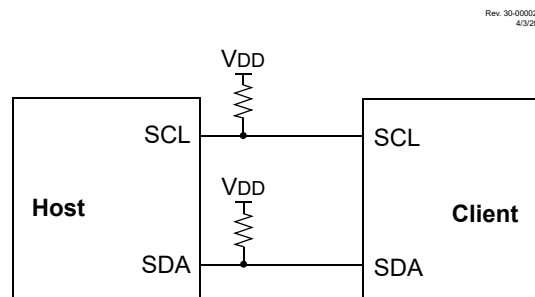 Rev. 30-00002
4/3/20
VDD
SCL
SCL
VDD
Host
Client
SDA
SDA